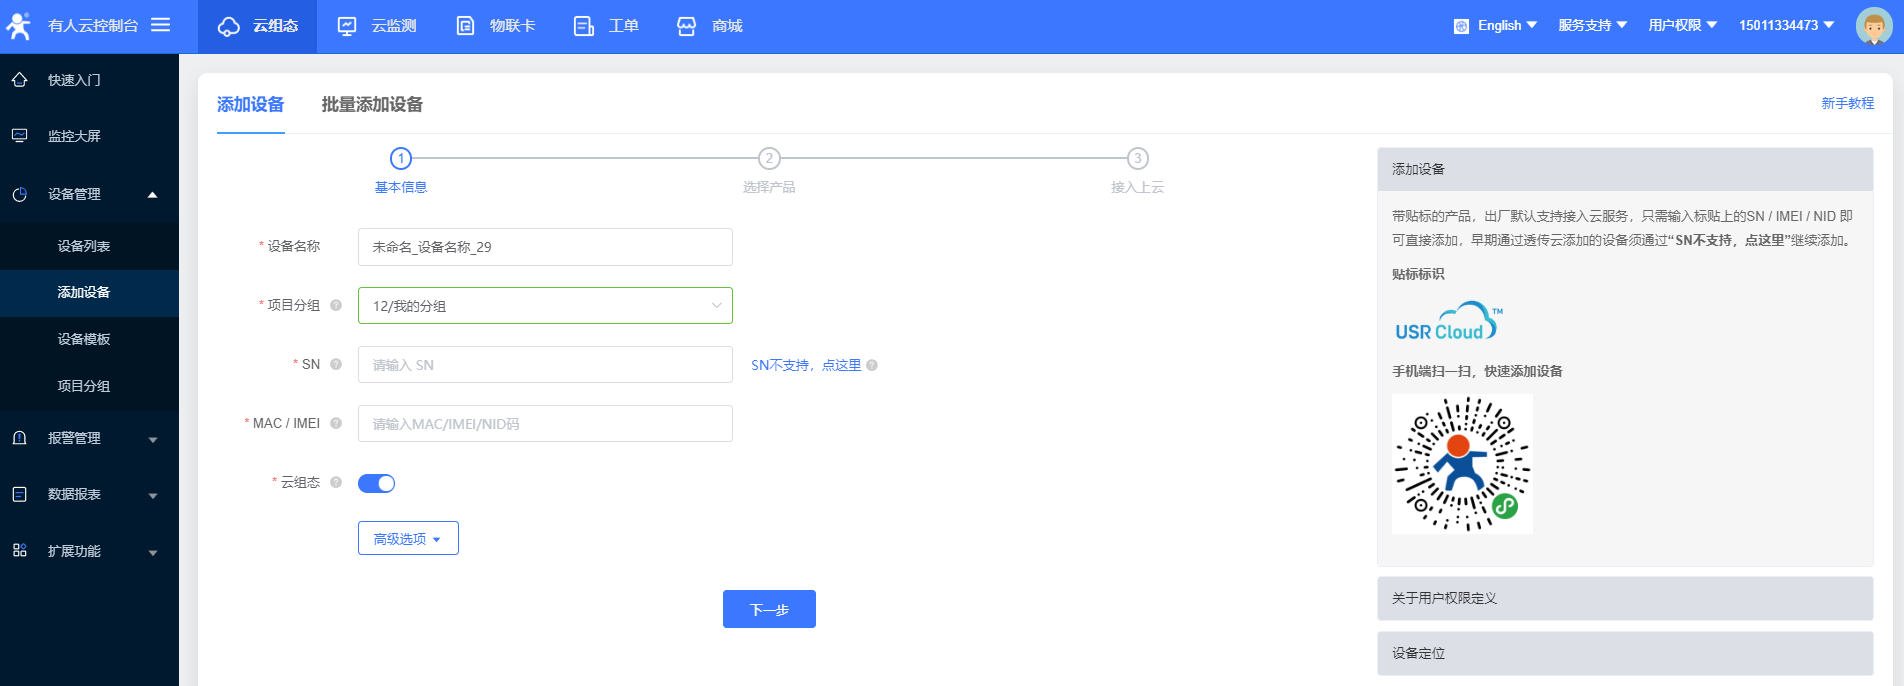 有人云控制台
云组态
云监测
物联卡
工单
商城
English
服务支持
用户权限
15011334473
快速入门
监控大屏
设备管理
设备列表
添加设备
设备模板
项目分组
报警管理
数据报表
扩展功能
添加设备
批量添加设备
新手教程
1
2
3
基本信息
选择产品
接入上云
* 设备名称
未命名_设备名称_29
* 项目分组
12/我的分组
* SN
请输入 SN
SN不支持，点这里
* MAC / IMEI
请输入MAC/IMEI/NID码
* 云组态
高级选项
下一步
添加设备
带贴标的产品，出厂默认支持接入云服务，只需输入标贴上的SN / IMEI / NID 即
可直接添加，早期通过透传云添加的设备须通过“SN不支持，点这里”继续添加。
贴标标识
USR Cloud™
手机端扫一扫，快速添加设备
关于用户权限定义
设备定位